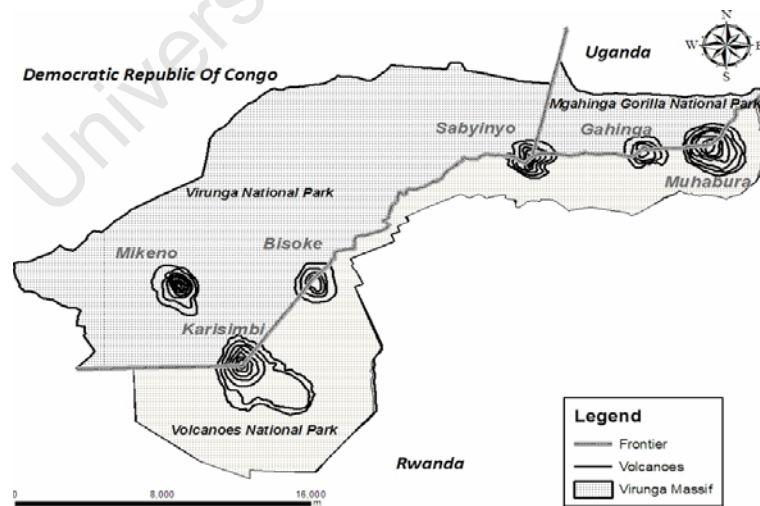 Univers
N
W
E
S
Uganda
Democratic Republic Of Congo
Mgahinga Gorilla National Park
Sabyinyo
Gahinga
Muhabura
Virunga National Park
Mikeno
Bisoke
Karisimbi
Volcanoes National Park
Rwanda
Legend
Frontier
Volcanoes
Virunga Massif
0 8,000 16,000
m